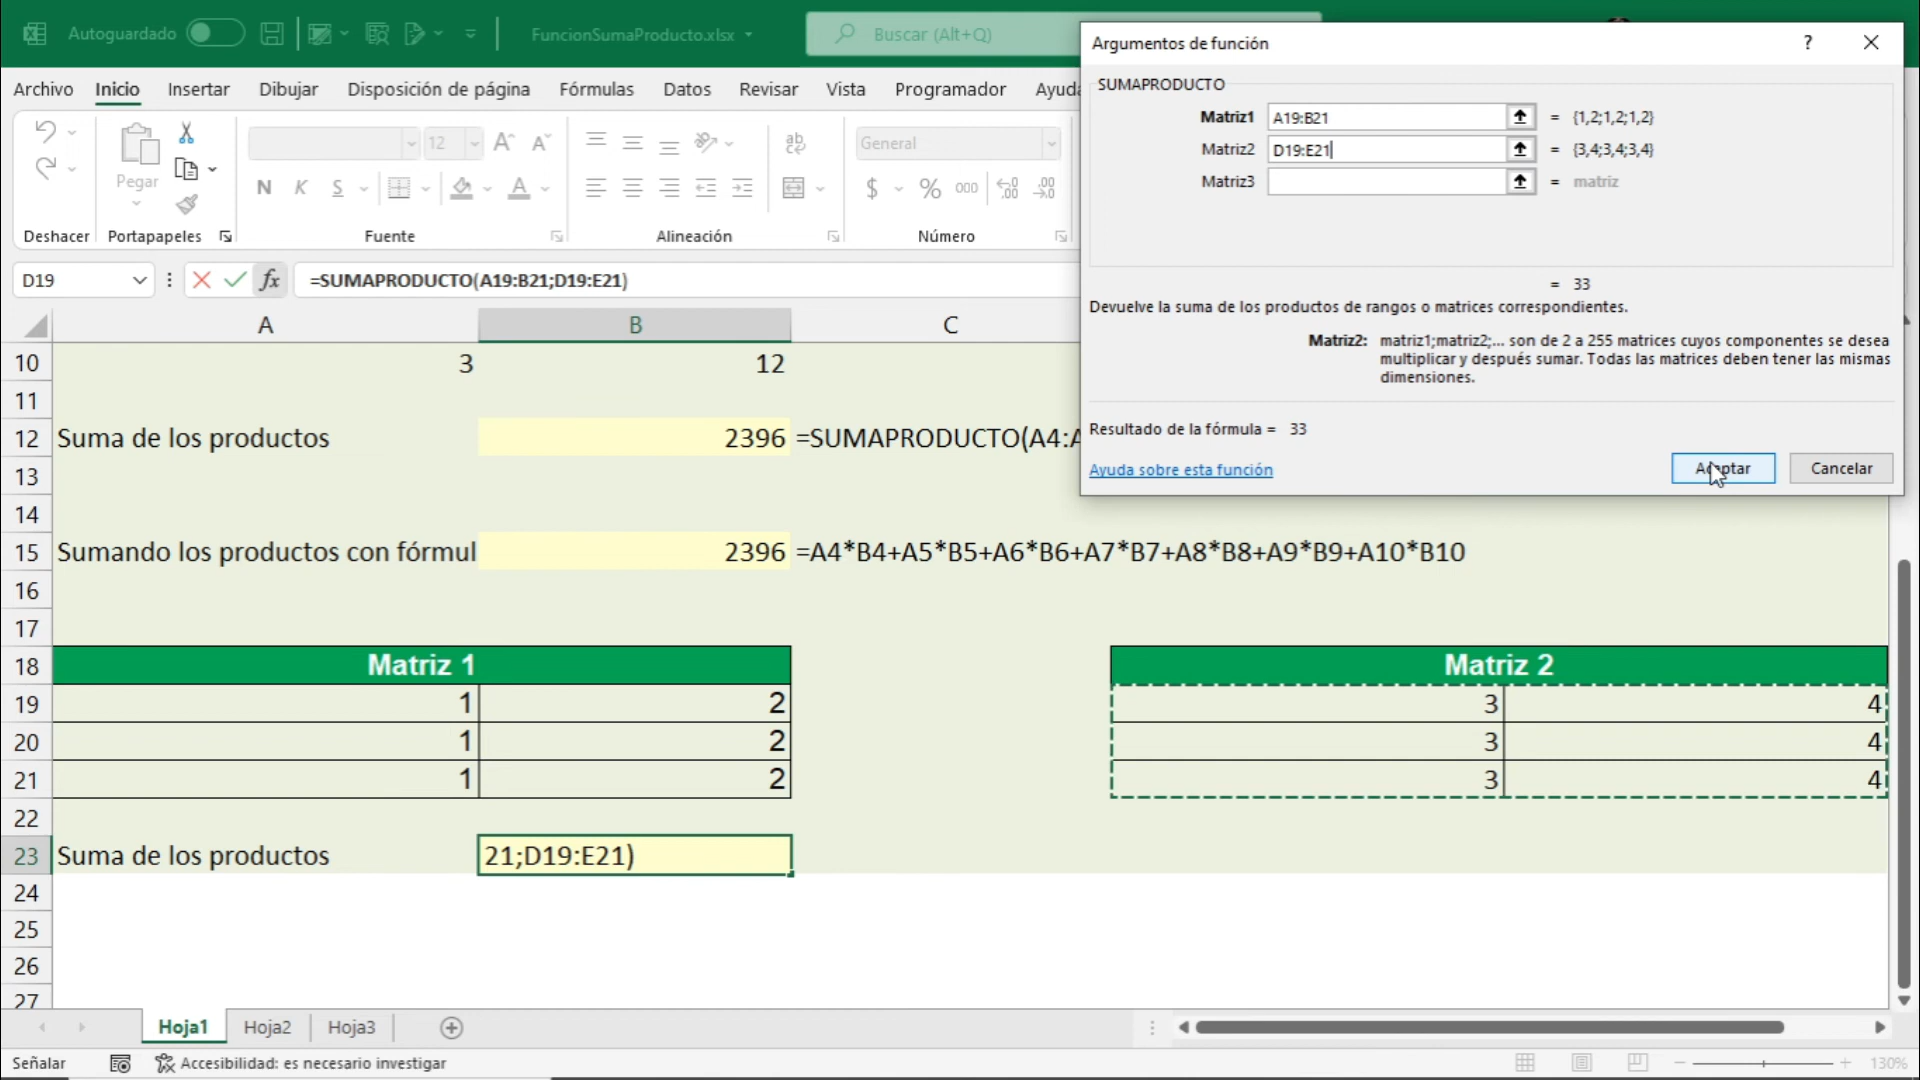 Autoguardado
FuncionSumaProducto.xlsx
Buscar (Alt+Q)
Archivo Inicio Insertar Dibujar Disposición de página Fórmulas Datos Revisar Vista Programador Ayuda
Pegar
N K S
12
A A
ab
General
$ % 000
Deshacer Portapapeles Fuente Alineación Número
D19
fx
=SUMAPRODUCTO(A19:B21;D19:E21)
Argumentos de función
? 
SUMAPRODUCTO
Matriz1 A19:B21 = {1,2;1,2;1,2}
Matriz2 D19:E21 = {3,4;3,4;3,4}
Matriz3 = matriz
= 33
Devuelve la suma de los productos de rangos o matrices correspondientes.
Matriz2: matriz1;matriz2;... son de 2 a 255 matrices cuyos componentes se desea
multiplicar y después sumar. Todas las matrices deben tener las mismas
dimensiones.
Resultado de la fórmula = 33
Ayuda sobre esta función
Aceptar Cancelar
A B C
10 3 12
11
12 Suma de los productos 2396 =SUMAPRODUCTO(A4:A
13
14
15 Sumando los productos con fórmul 2396 =A4*B4+A5*B5+A6*B6+A7*B7+A8*B8+A9*B9+A10*B10
16
17
18 Matriz 1 Matriz 2
19 1 2 3 4
20 1 2 3 4
21 1 2 3 4
22
23 Suma de los productos 21;D19:E21)
24
25
26
27
Hoja1 Hoja2 Hoja3
Señalar Accesibilidad: es necesario investigar 130%